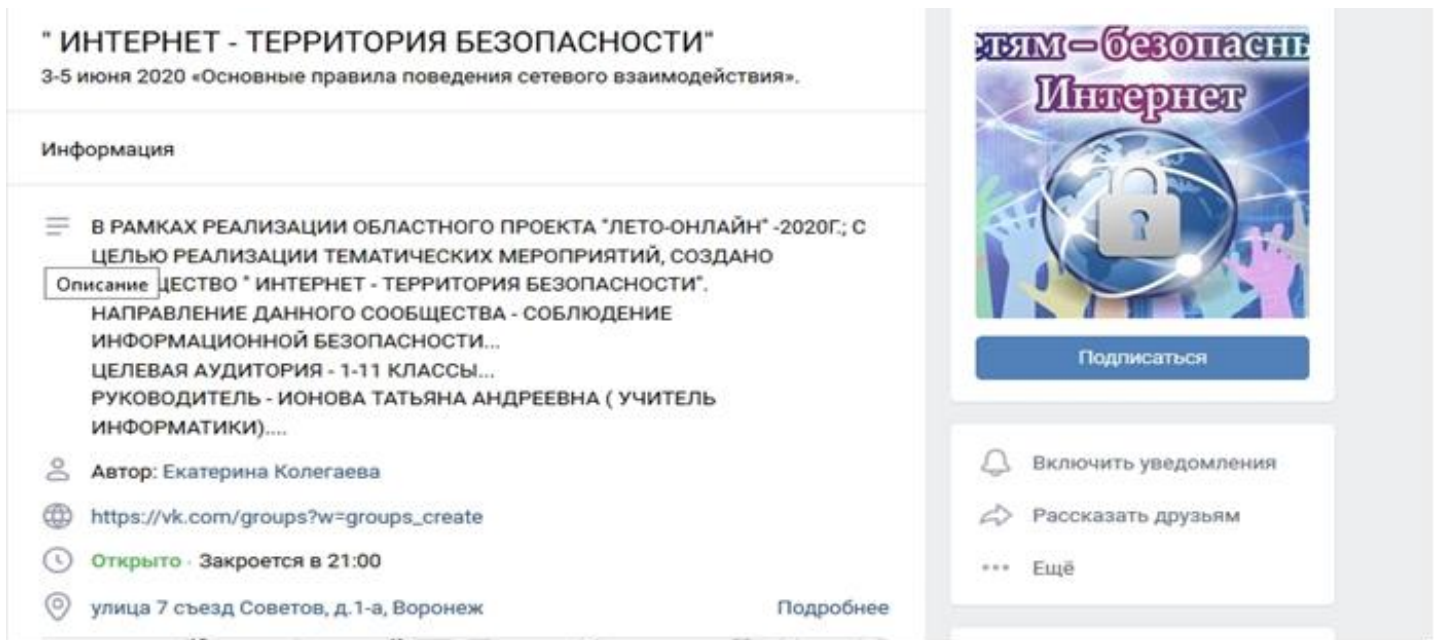 " ИНТЕРНЕТ - ТЕРРИТОРИЯ БЕЗОПАСНОСТИ"
3-5 июня 2020 «Основные правила поведения сетевого взаимодействия».
Информация
В РАМКАХ РЕАЛИЗАЦИИ ОБЛАСТНОГО ПРОЕКТА "ЛЕТО-ОНЛАЙН" -2020Г.; С
ЦЕЛЬЮ РЕАЛИЗАЦИИ ТЕМАТИЧЕСКИХ МЕРОПРИЯТИЙ, СОЗДАНО
Описание ЩЕСТВО " ИНТЕРНЕТ - ТЕРРИТОРИЯ БЕЗОПАСНОСТИ".
НАПРАВЛЕНИЕ ДАННОГО СООБЩЕСТВА - СОБЛЮДЕНИЕ
ИНФОРМАЦИОННОЙ БЕЗОПАСНОСТИ...
ЦЕЛЕВАЯ АУДИТОРИЯ - 1-11 КЛАССЫ...
РУКОВОДИТЕЛЬ - ИОНОВА ТАТЬЯНА АНДРЕЕВНА ( УЧИТЕЛЬ
ИНФОРМАТИКИ)....
Автор: Екатерина Колегаева
https://vk.com/groups?w=groups_create
Открыто · Закроется в 21:00
улица 7 съезд Советов, д.1-а, Воронеж
Подробнее
етям – безопасны
Интернет
Подписаться
Включить уведомления
Рассказать друзьям
Ещё